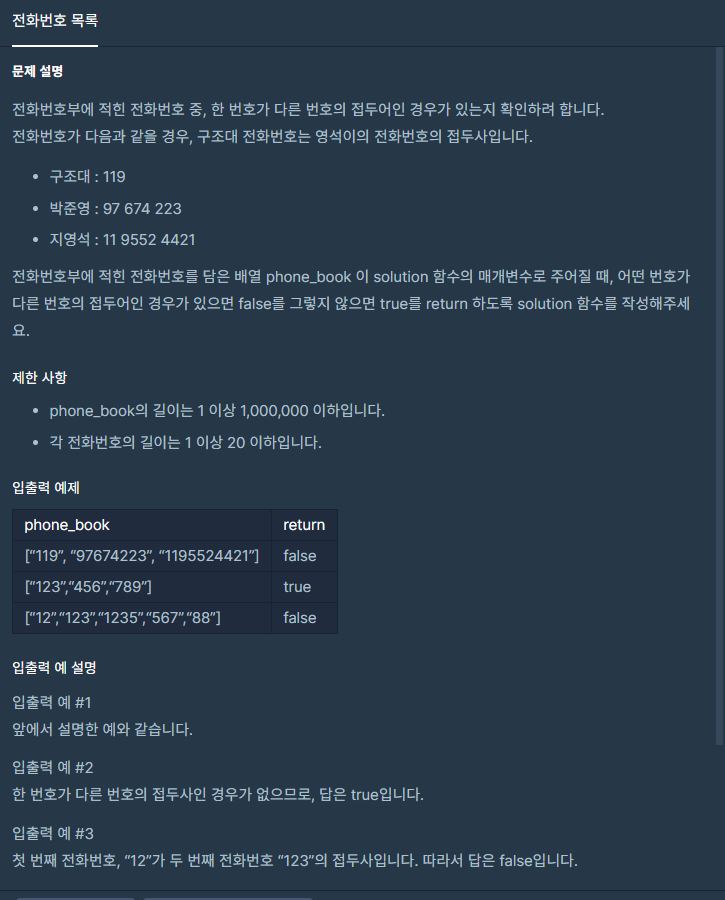 전화번호 목록
문제 설명
전화번호부에 적힌 전화번호 중, 한 번호가 다른 번호의 접두어인 경우가 있는지 확인하려 합니다.
전화번호가 다음과 같을 경우, 구조대 전화번호는 영석이의 전화번호의 접두사입니다.
• 구조대 : 119
• 박준영 : 97 674 223
• 지영석 : 11 9552 4421
전화번호부에 적힌 전화번호를 담은 배열 phone_book 이 solution 함수의 매개변수로 주어질 때, 어떤 번호가
다른 번호의 접두어인 경우가 있으면 false를 그렇지 않으면 true를 return 하도록 solution 함수를 작성해주세
요.
제한 사항
• phone_book의 길이는 1 이상 1,000,000 이하입니다.
• 각 전화번호의 길이는 1 이상 20 이하입니다.
입출력 예제
phone_book return
[“119”, “97674223”, “1195524421”] false
[“123”,“456”,“789”] true
[“12”,“123”,“1235”,“567”,“88”] false
입출력 예 설명
입출력 예 #1
앞에서 설명한 예와 같습니다.
입출력 예 #2
한 번호가 다른 번호의 접두사인 경우가 없으므로, 답은 true입니다.
입출력 예 #3
첫 번째 전화번호, “12”가 두 번째 전화번호 “123”의 접두사입니다. 따라서 답은 false입니다.